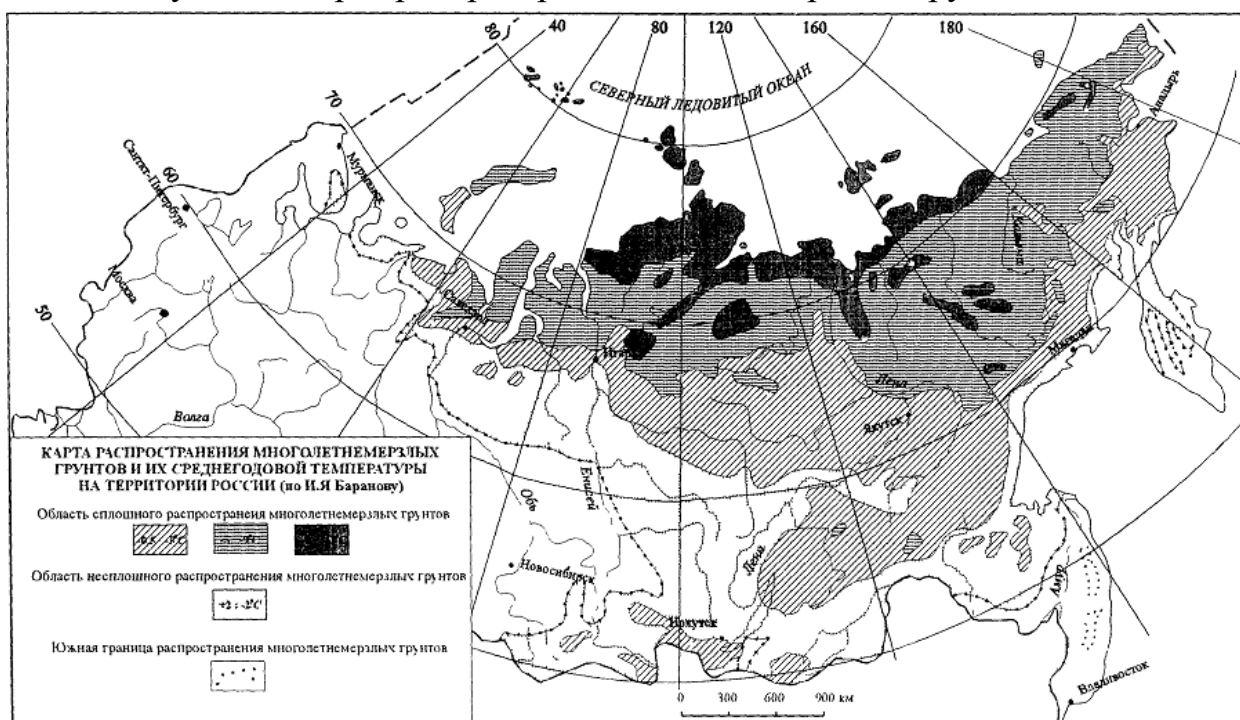 80
40
80
120
160
180
СЕВЕРНЫЙ ЛЕДОВИТЫЙ ОКЕАН
70
60
50
Анадырь
Мурманск
Санкт-Петербург
Москва
Волга
Лена
Якутск
Магадан
Енисей
Обь
Новосибирск
Лена
Иркутск
Амур
Владивосток
0 300 600 900 км
КАРТА РАСПРОСТРАНЕНИЯ МНОГОЛЕТНЕМЕРЗЛЫХ
ГРУНТОВ И ИХ СРЕДНЕГОДОВОЙ ТЕМПЕРАТУРЫ
НА ТЕРРИТОРИИ РОССИИ (по И.Я Баранову)
Область сплошного распространеия многолетнемерзлых грунтов
Область несплошного распространения многолетнемерзлых грунтов
+2 ÷ -2°C
Южная граница распространения многолетнемерзлых грунтов